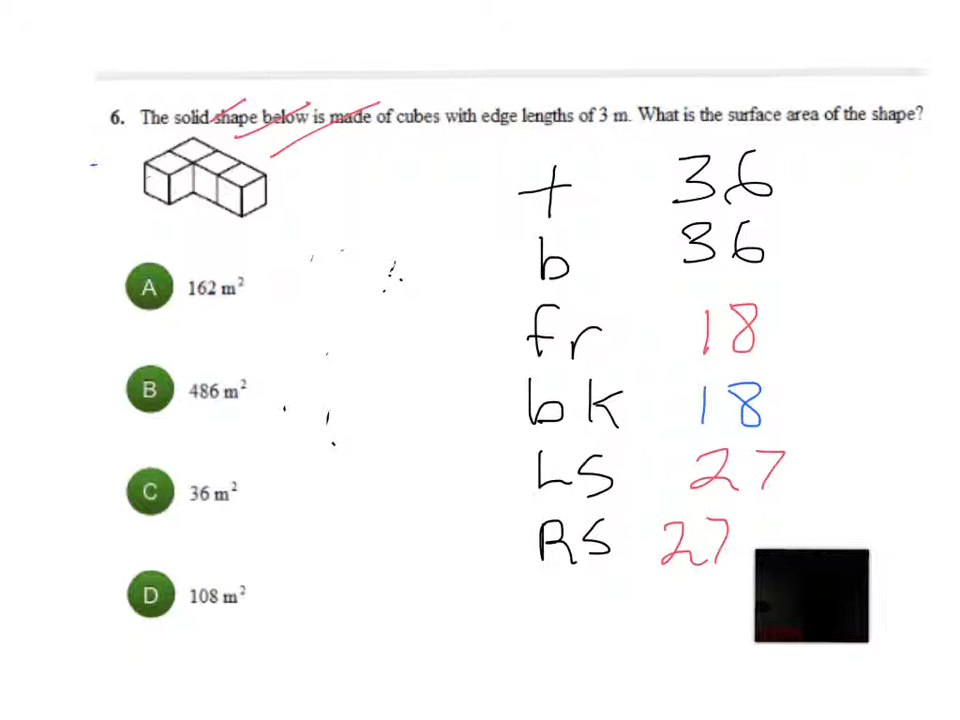 6. The solid shape below is made of cubes with edge lengths of 3 m. What is the surface area of the shape?
t 36
b 36
A 162 m²
fr 18
B 486 m²
bk 18
LS 27
C 36 m²
RS 27
D 108 m²